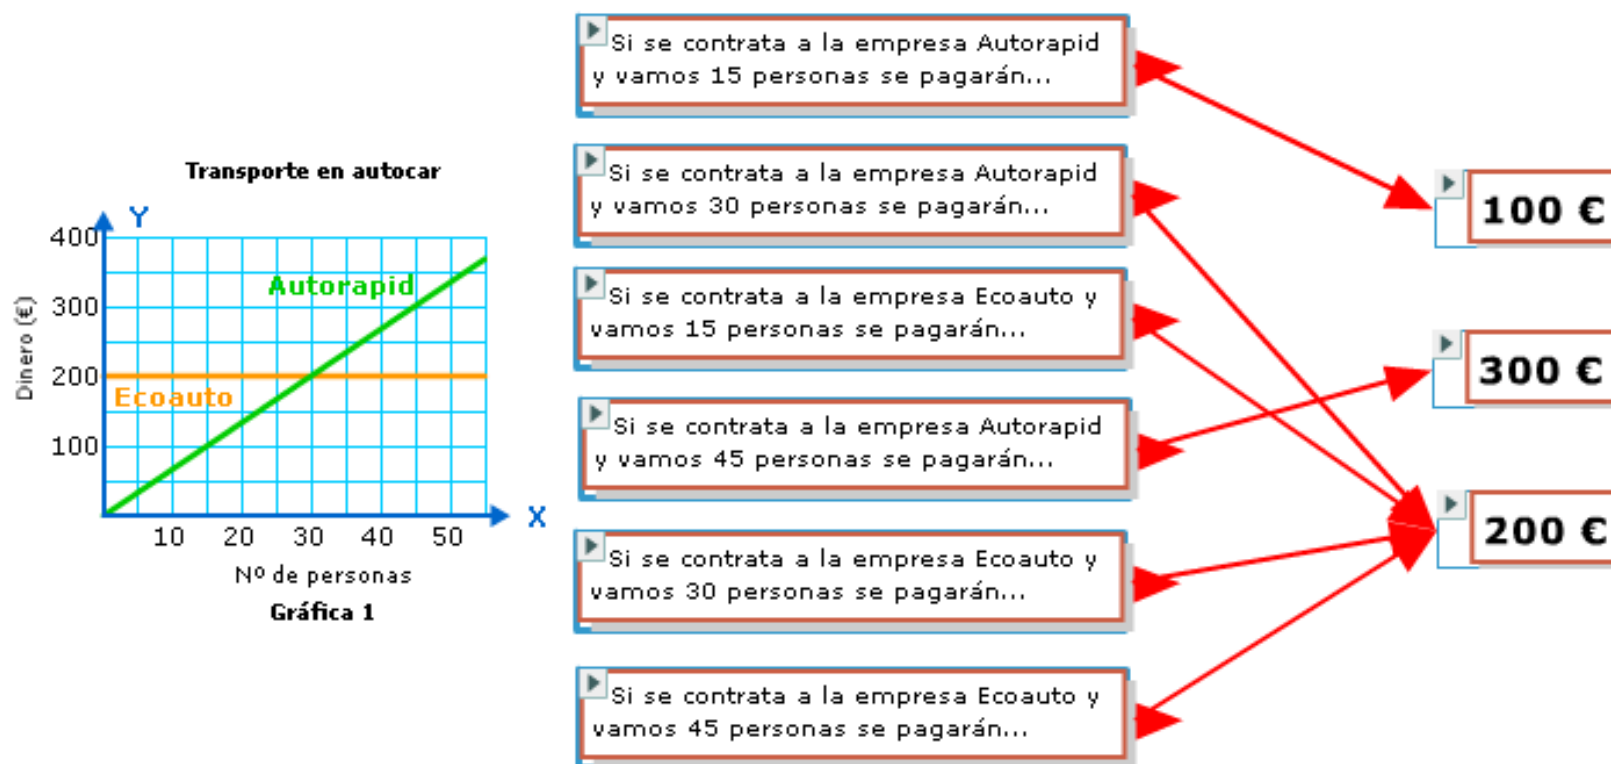 Transporte en autocar
Y
400
300
200
100
Dinero (€)
Autorapid
Ecoauto
X
10 20 30 40 50
Nº de personas
Gráfica 1
Si se contrata a la empresa Autorapid
y vamos 15 personas se pagarán...
Si se contrata a la empresa Autorapid
y vamos 30 personas se pagarán...
Si se contrata a la empresa Ecoauto y
vamos 15 personas se pagarán...
Si se contrata a la empresa Autorapid
y vamos 45 personas se pagarán...
Si se contrata a la empresa Ecoauto y
vamos 30 personas se pagarán...
Si se contrata a la empresa Ecoauto y
vamos 45 personas se pagarán...
100 €
300 €
200 €